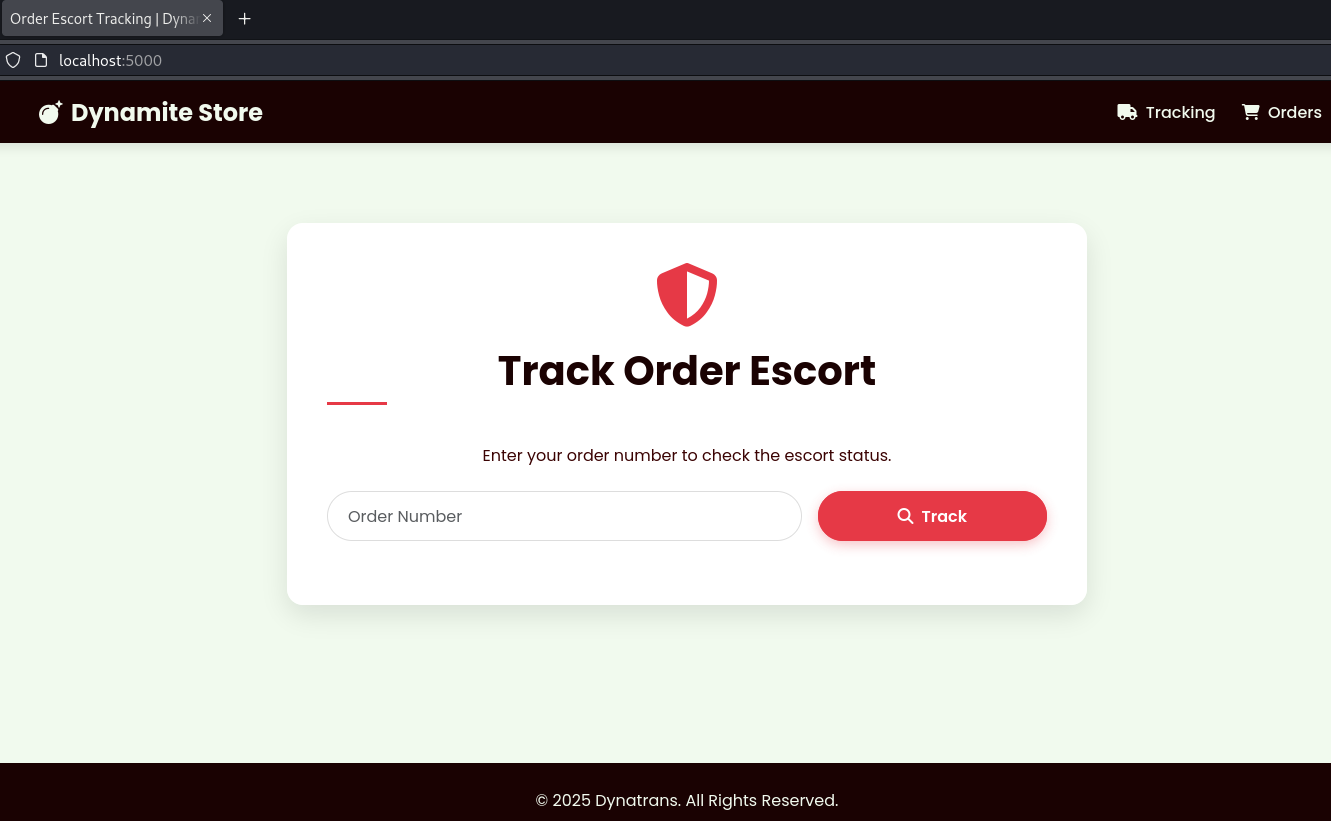 Order Escort Tracking | Dyna
localhost:5000
Dynamite Store
Tracking
Orders
Track Order Escort
Enter your order number to check the escort status.
Order Number
Track
© 2025 Dynatrans. All Rights Reserved.